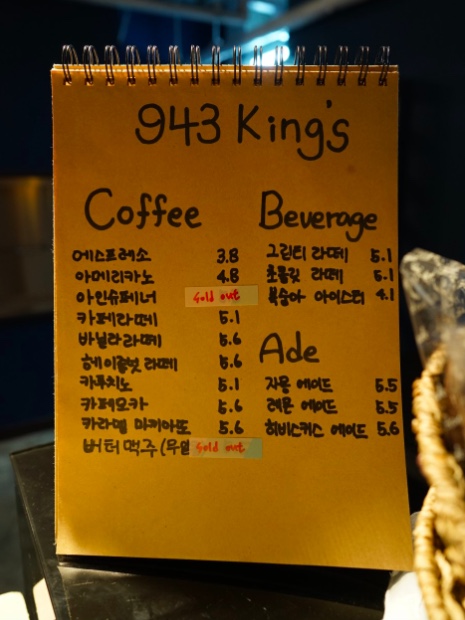 943 King's
Coffee
에스프레소 3.8
아메리카노 4.8
아인슈페너 Sold out
카페라떼 5.1
바닐라라떼 5.6
헤이즐넛 라떼 5.6
카푸치노 5.1
카페모카 5.6
카라멜 마키아또 5.6
버터맥주(무알 Sold out
Beverage
그린티 라떼 5.1
초콜릿 라떼 5.1
복숭아 아이스티 4.1
Ade
자몽 에이드 5.5
레몬 에이드 5.5
히비스커스 에이드 5.6